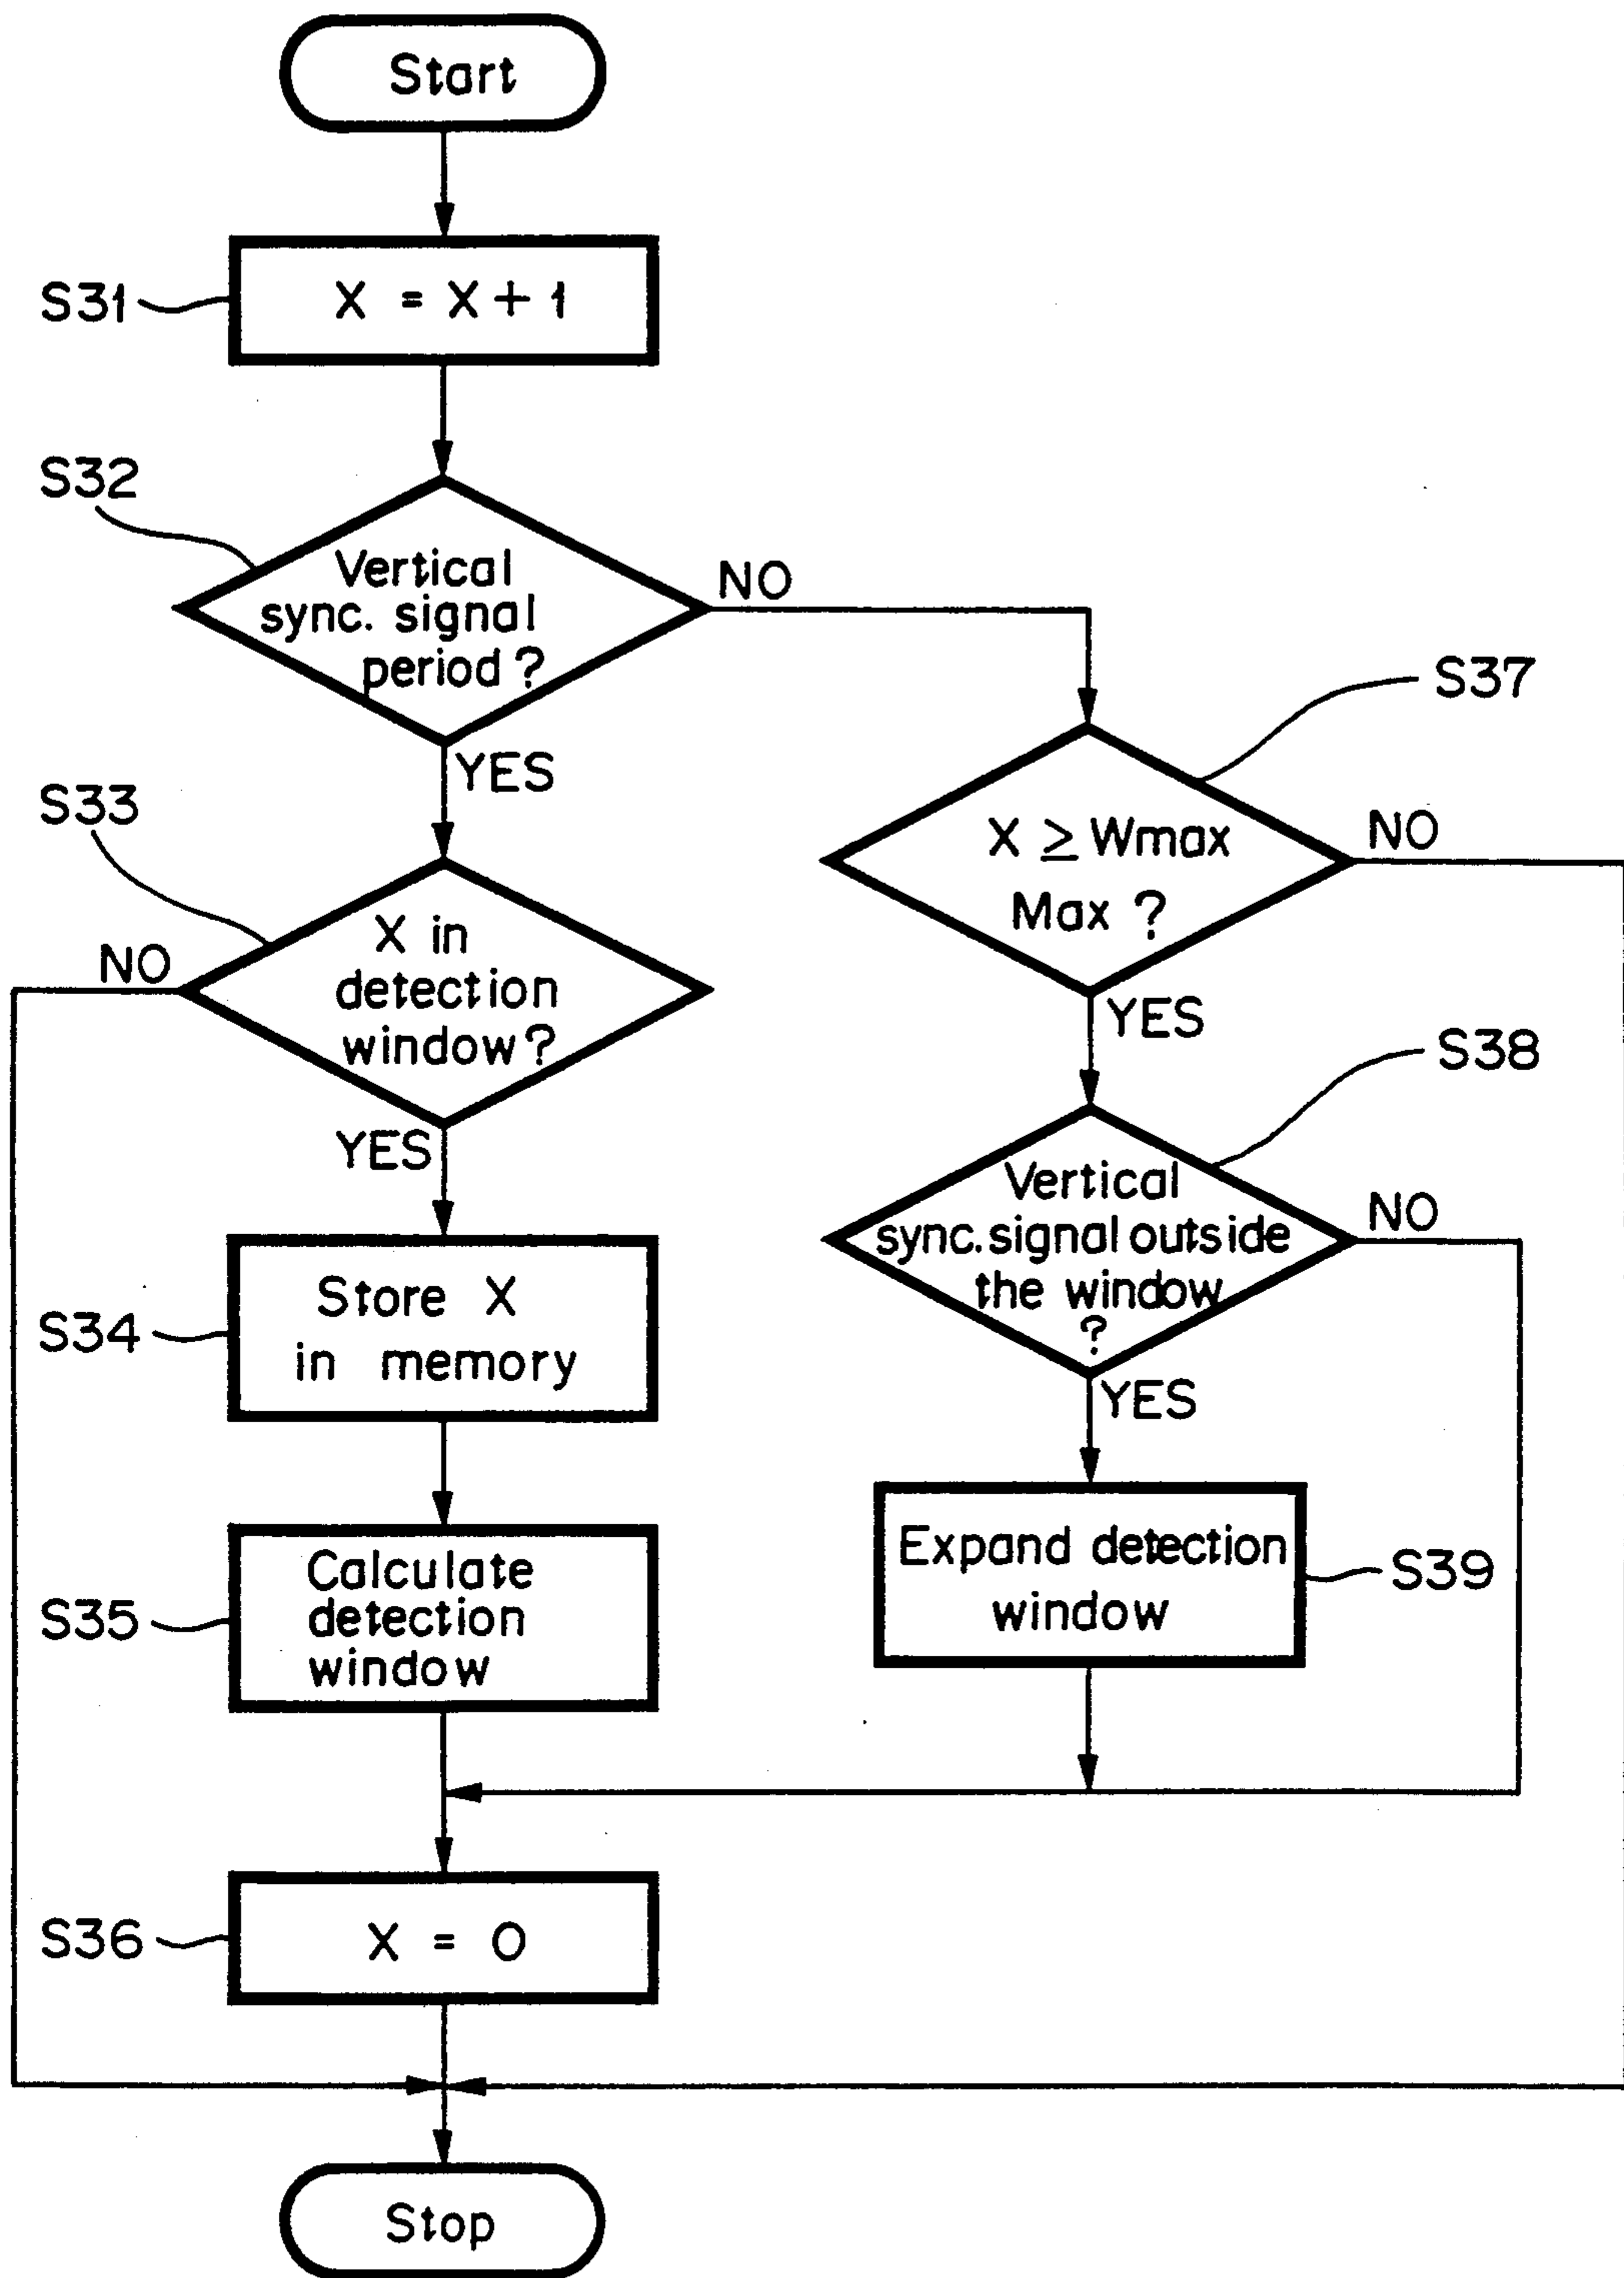 Start
S31
X = X + 1
S32
Vertical
sync. signal
period ?
NO
YES
S33
X in
detection
window ?
NO
YES
S34
Store X
in memory
S35
Calculate
detection
window
S36
X = 0
Stop
S37
X ≥ Wmax
Max ?
NO
YES
S38
Vertical
sync. signal outside
the window
?
NO
YES
Expand detection
window
S39